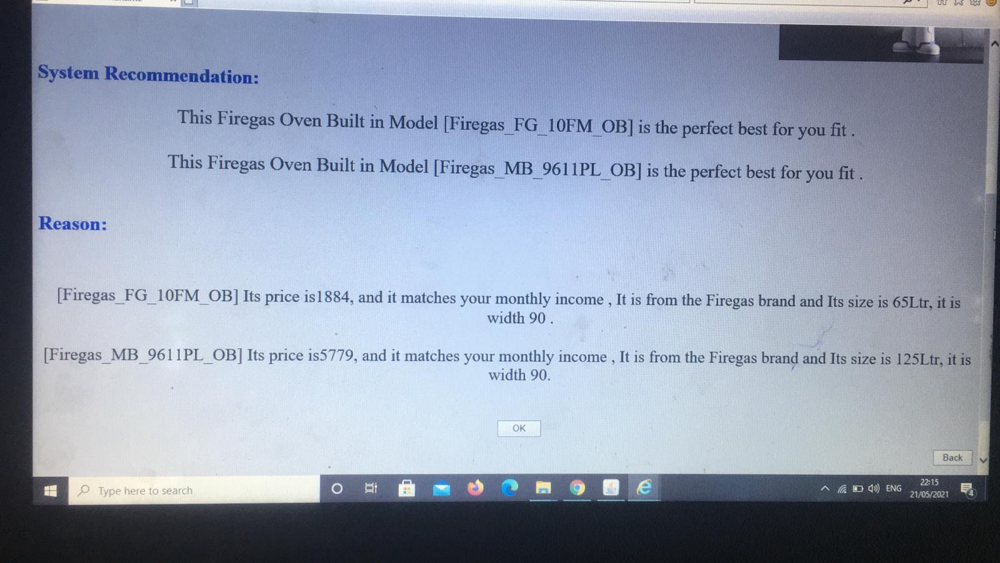 System Recommendation:
This Firegas Oven Built in Model [Firegas_FG_10FM_OB] is the perfect best for you fit .
This Firegas Oven Built in Model [Firegas_MB_9611PL_OB] is the perfect best for you fit .
Reason:
[Firegas_FG_10FM_OB] Its price is1884, and it matches your monthly income , It is from the Firegas brand and Its size is 65Ltr, it is
width 90 .
[Firegas_MB_9611PL_OB] Its price is5779, and it matches your monthly income , It is from the Firegas brand and Its size is 125Ltr, it is
width 90.
OK
Back
Type here to search
ENG
22:15
21/05/2021
4